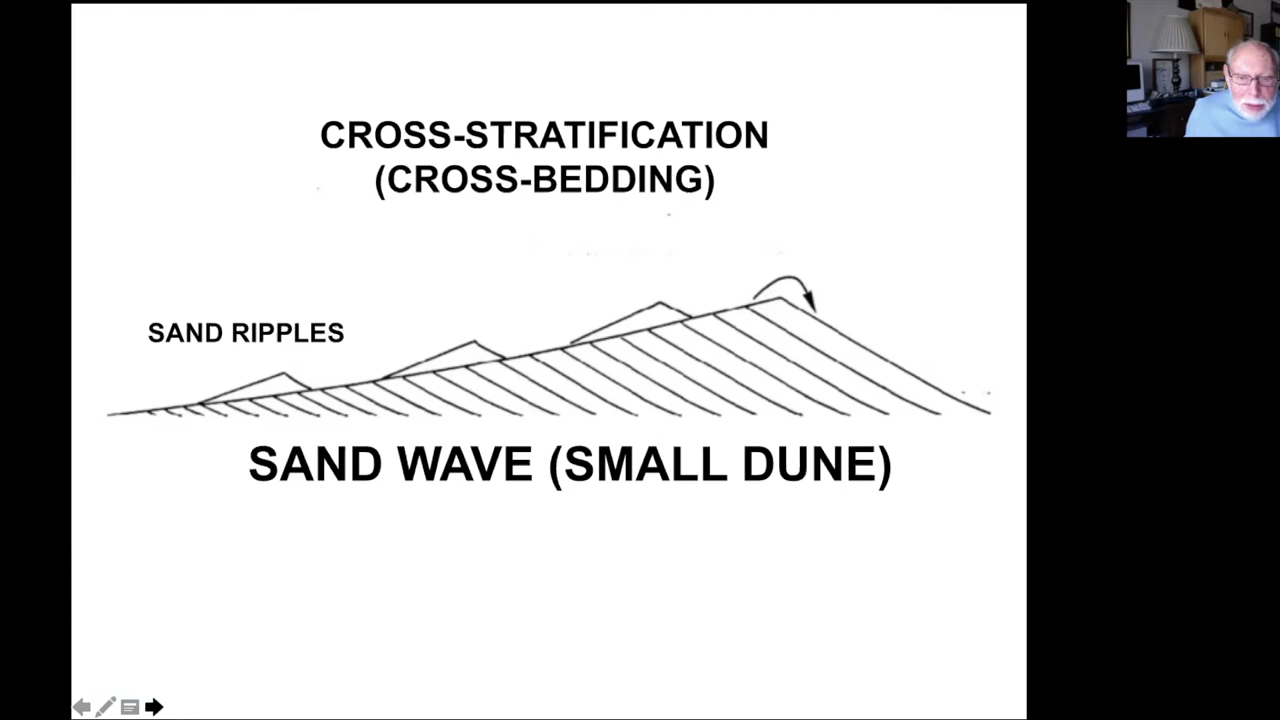 CROSS-STRATIFICATION
(CROSS-BEDDING)
SAND RIPPLES
SAND WAVE (SMALL DUNE)